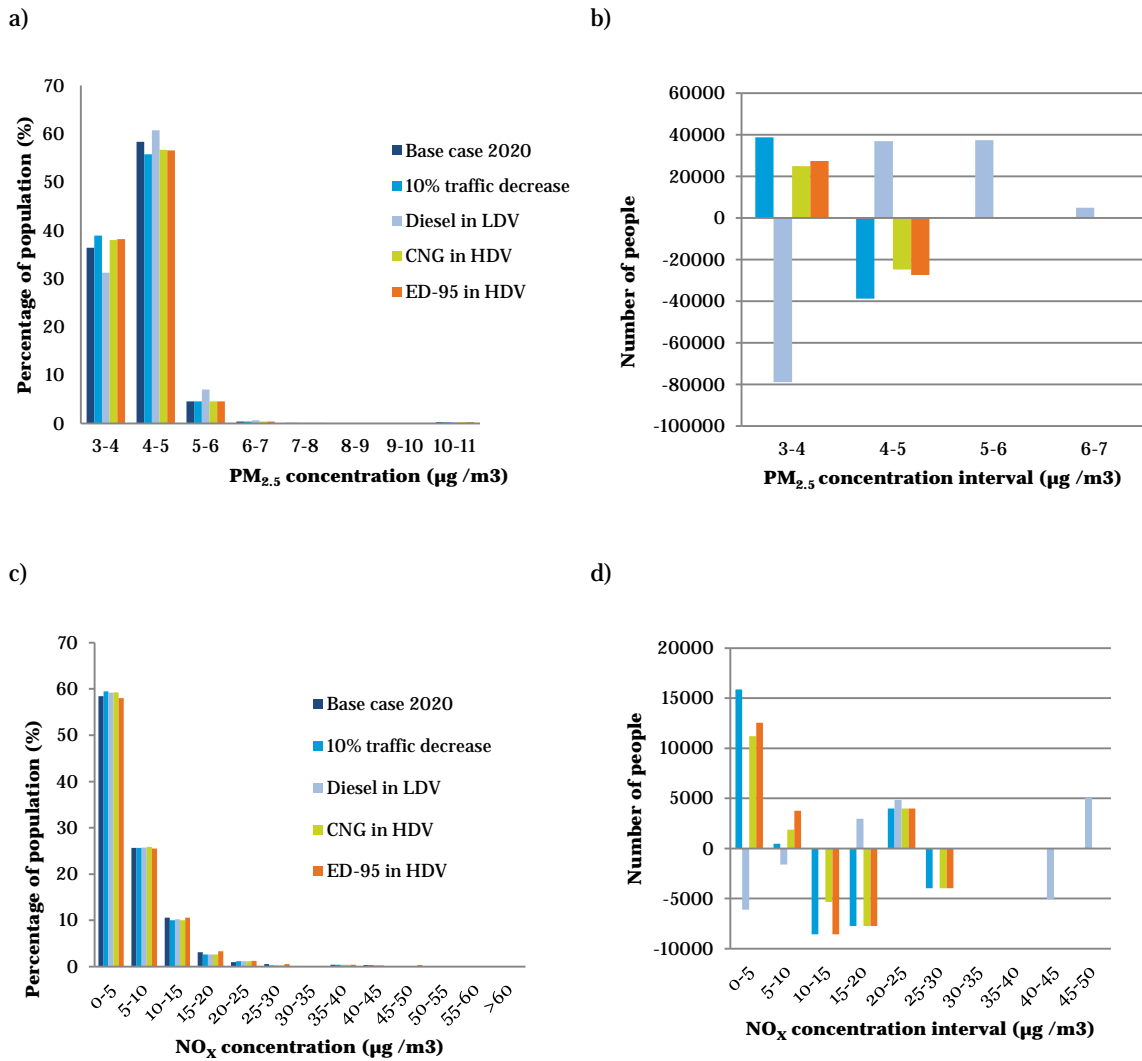 a)
70
60
50
40
30
20
10
0
Percentage of population (%)
Base case 2020
10% traffic decrease
Diesel in LDV
CNG in HDV
ED-95 in HDV
3-4 4-5 5-6 6-7 7-8 8-9 9-10 10-11
PM2.5 concentration (µg /m3)
b)
60000
40000
20000
0
-20000
-40000
-60000
-80000
-100000
Number of people
3-4 4-5 5-6 6-7
PM2.5 concentration interval (µg /m3)
c)
70
60
50
40
30
20
10
0
Percentage of population (%)
Base case 2020
10% traffic decrease
Diesel in LDV
CNG in HDV
ED-95 in HDV
0-5 5-10 10-15 15-20 20-25 25-30 30-35 35-40 40-45 45-50 50-55 55-60 >60
NOX concentration (µg /m3)
d)
20000
15000
10000
5000
0
-5000
-10000
Number of people
0-5 5-10 10-15 15-20 20-25 25-30 30-35 35-40 40-45 45-50
NOX concentration interval (µg /m3)